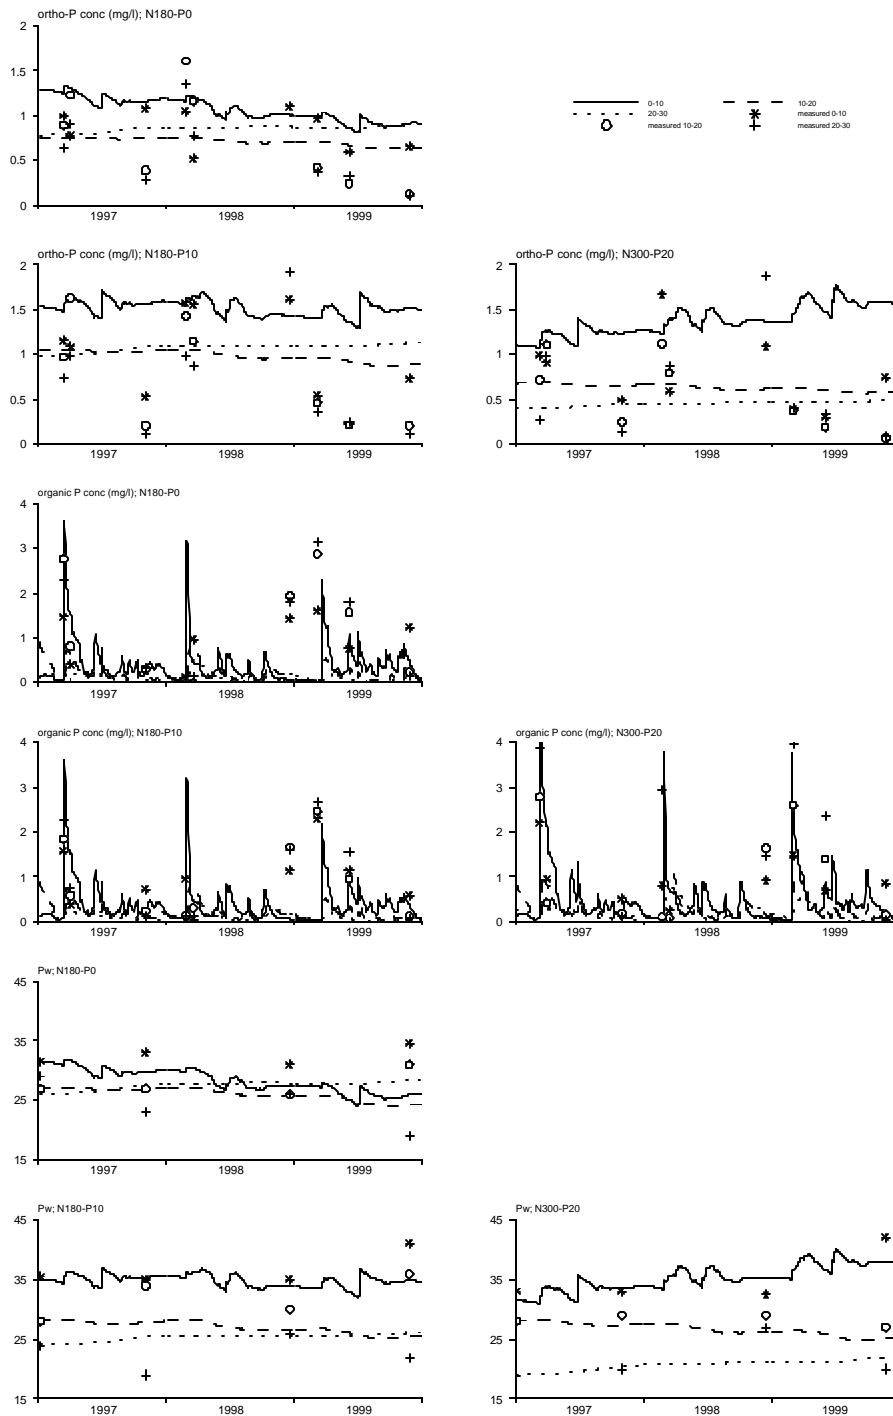 ortho-P conc (mg/l); N180-P0
2
1.5
1
0.5
0
1997 1998 1999
0-10 10-20
20-30 measured 0-10
measured 10-20 measured 20-30
ortho-P conc (mg/l); N180-P10
2
1.5
1
0.5
0
1997 1998 1999
ortho-P conc (mg/l); N300-P20
2
1.5
1
0.5
0
1997 1998 1999
organic P conc (mg/l); N180-P0
4
3
2
1
0
1997 1998 1999
organic P conc (mg/l); N180-P10
4
3
2
1
0
1997 1998 1999
organic P conc (mg/l); N300-P20
4
3
2
1
0
1997 1998 1999
Pw; N180-P0
45
35
25
15
1997 1998 1999
Pw; N180-P10
45
35
25
15
1997 1998 1999
Pw; N300-P20
45
35
25
15
1997 1998 1999